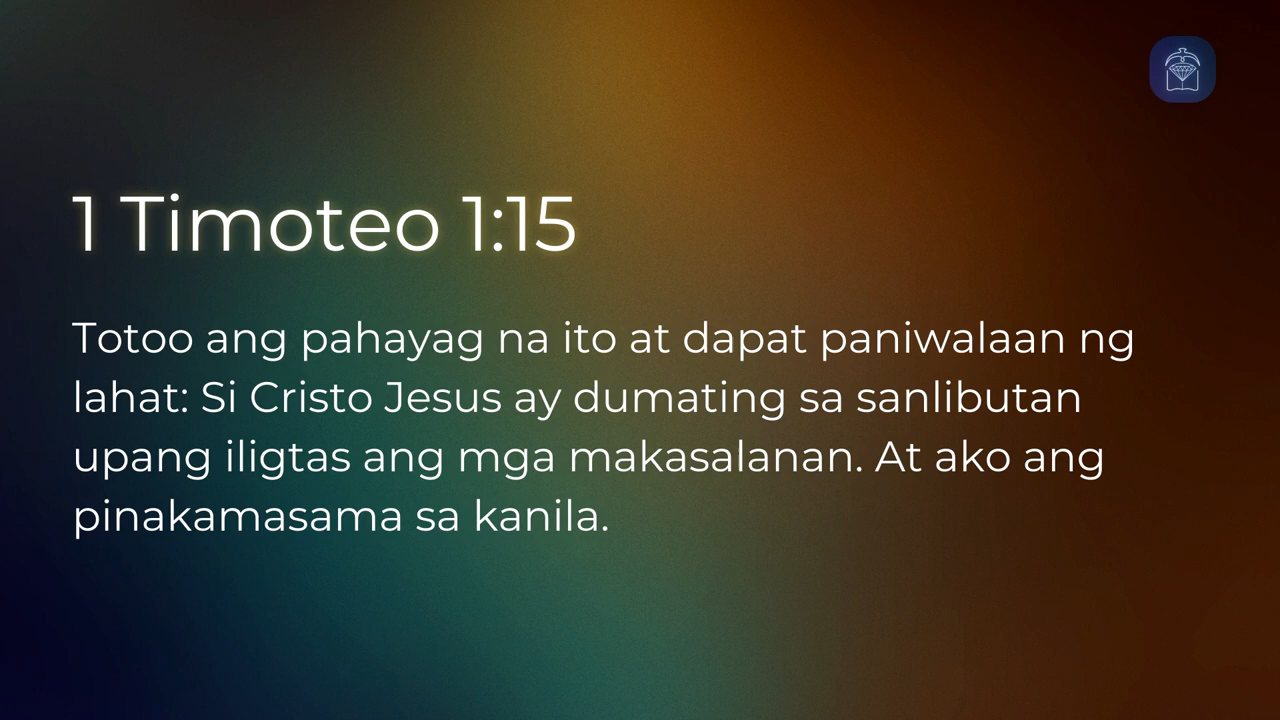 1 Timoteo 1:15
Totoo ang pahayag na ito at dapat paniwalaan ng
lahat: Si Cristo Jesus ay dumating sa sanlibutan
upang iligtas ang mga makasalanan. At ako ang
pinakamasama sa kanila.